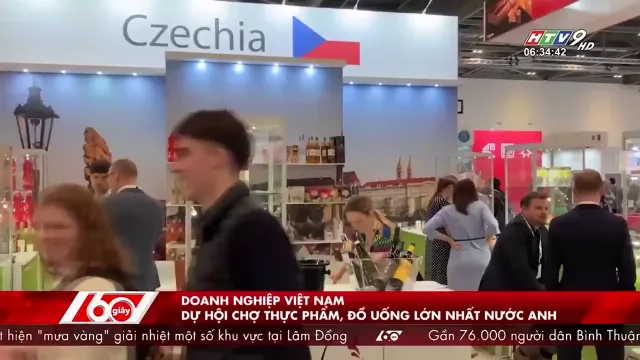 Czechia
HTV9 HD
06:34:42
60 giây
DOANH NGHIỆP VIỆT NAM
DỰ HỘI CHỢ THỰC PHẨM, ĐỒ UỐNG LỚN NHẤT NƯỚC ANH
t hiện "mưa vàng" giải nhiệt một số khu vực tại Lâm Đồng 60 Gần 76.000 người dân Bình Thuậ